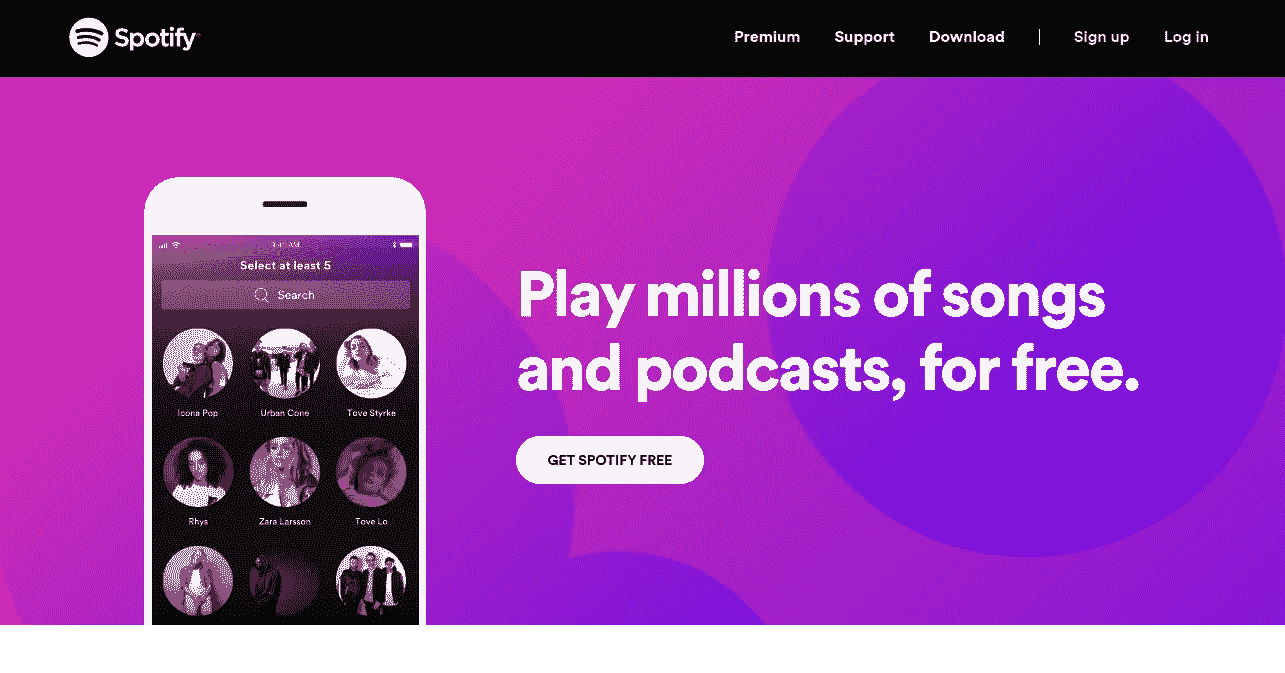 Spotify
Premium Support Download Sign up Log in
Select at least 5
Search
Icona Pop Urban Cone Tove Styrke
Rhys Zara Larsson Tove Lo
Play millions of songs
and podcasts, for free.
GET SPOTIFY FREE